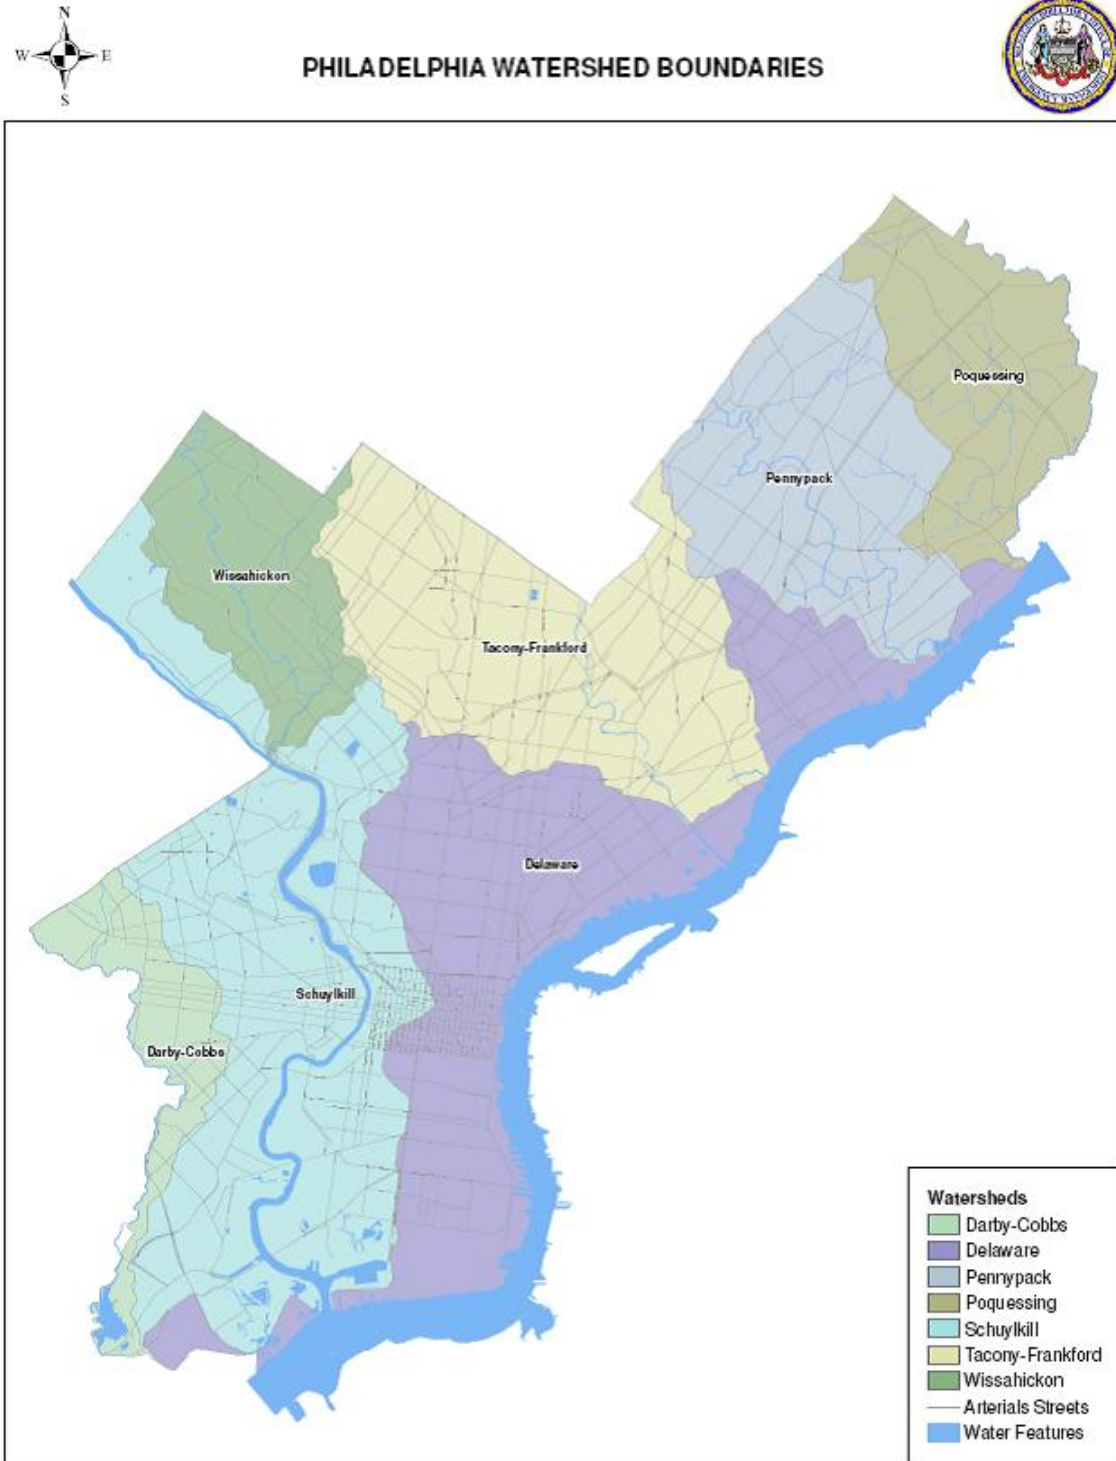 N
W E
S
PHILADELPHIA WATERSHED BOUNDARIES
Poquessing
Pennypack
Wissahickon
Tacony-Frankford
Delaware
Schuylkill
Darby-Cobbs
Watersheds
Darby-Cobbs
Delaware
Pennypack
Poquessing
Schuylkill
Tacony-Frankford
Wissahickon
Arterials Streets
Water Features